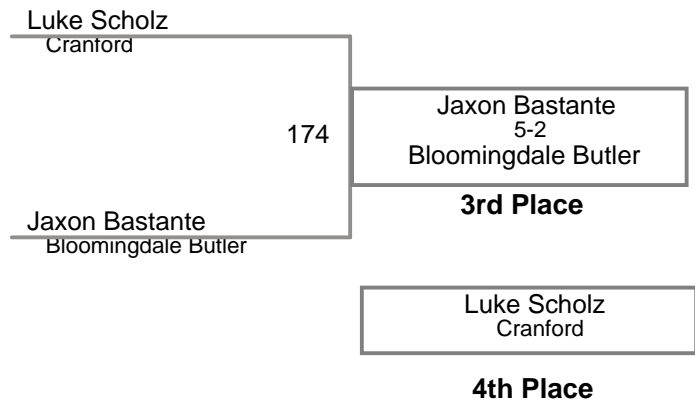 Luke Scholz
Cranford
174
Jaxon Bastante
5-2
Bloomingdale Butler
3rd Place
Jaxon Bastante
Bloomingdale Butler
Luke Scholz
Cranford
4th Place